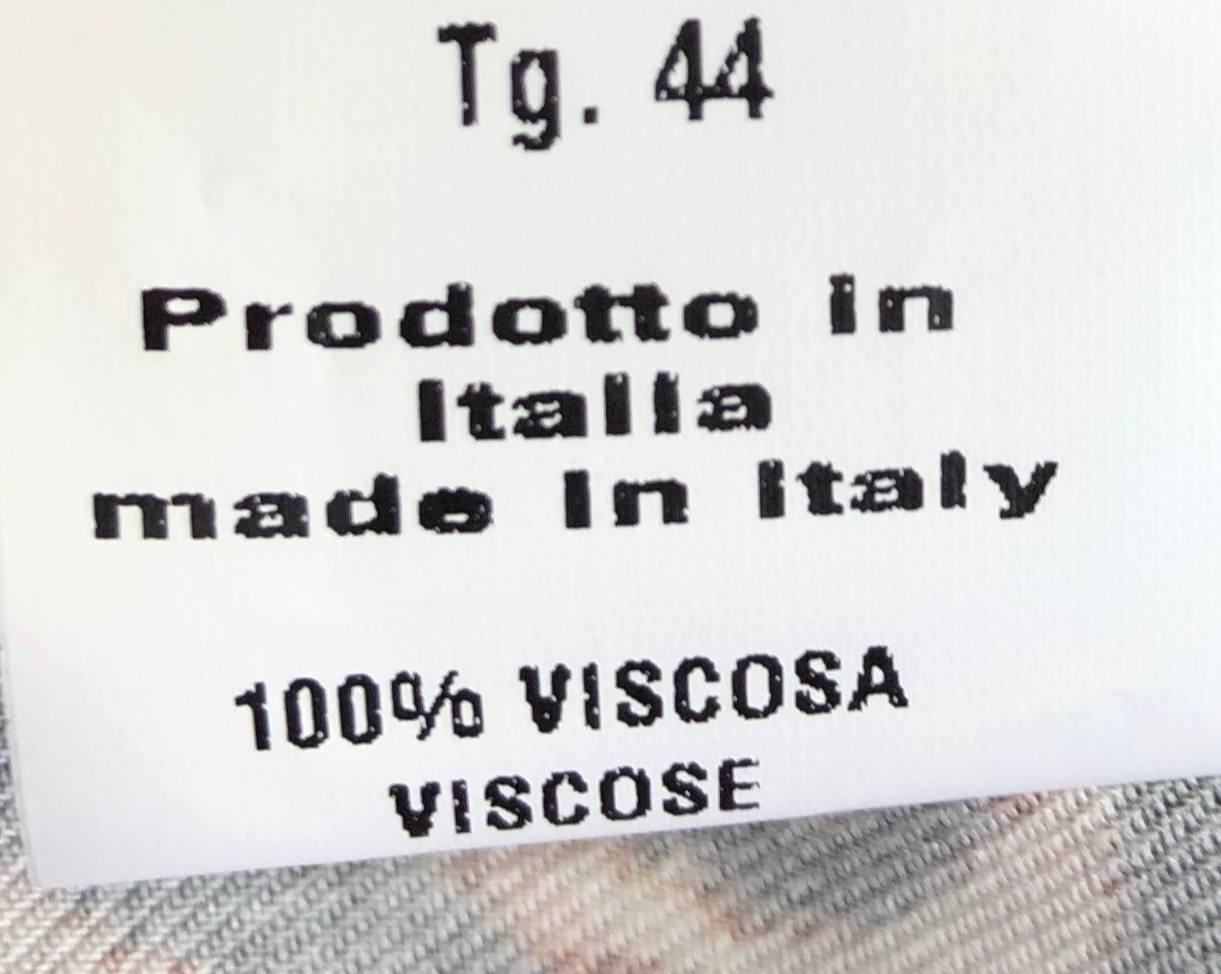 Tg. 44
Prodotto in
Italia
made in Italy
100% VISCOSA
VISCOSE